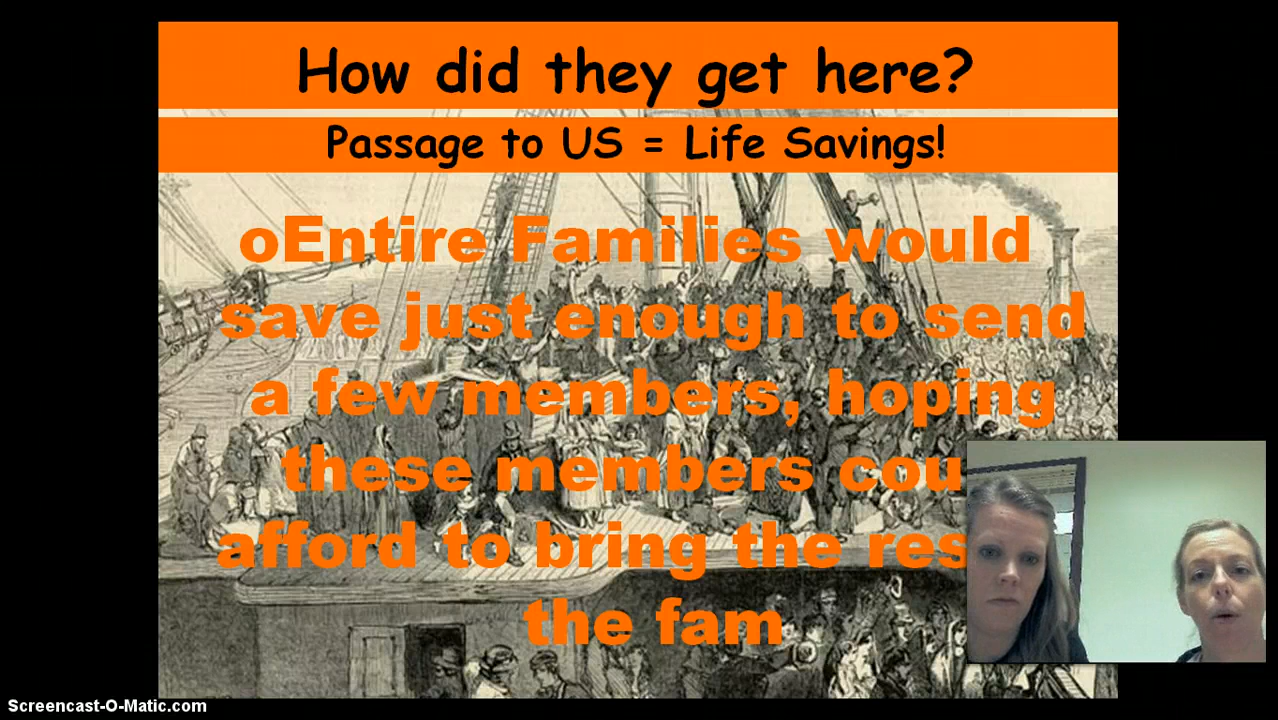 How did they get here?
Passage to US = Life Savings!
oEntire Families would
save just enough to send
a few members, hoping
these members cou
afford to bring the res
the fam
Screencast-O-Matic.com